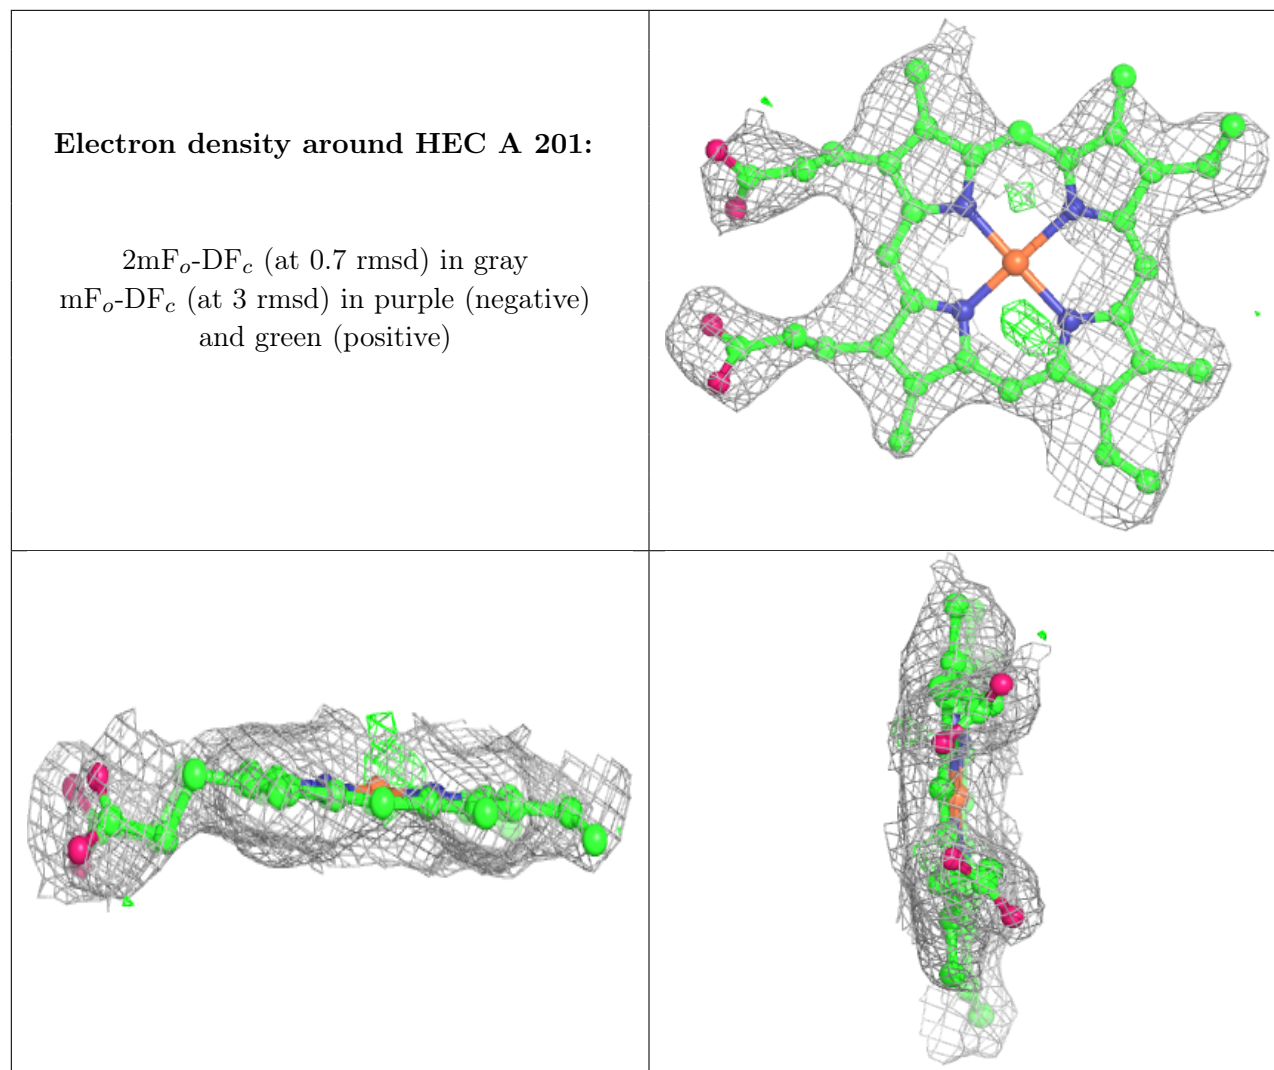 Electron density around HEC A 201:
2mFo-DFc (at 0.7 rmsd) in gray
mFo-DFc (at 3 rmsd) in purple (negative)
and green (positive)